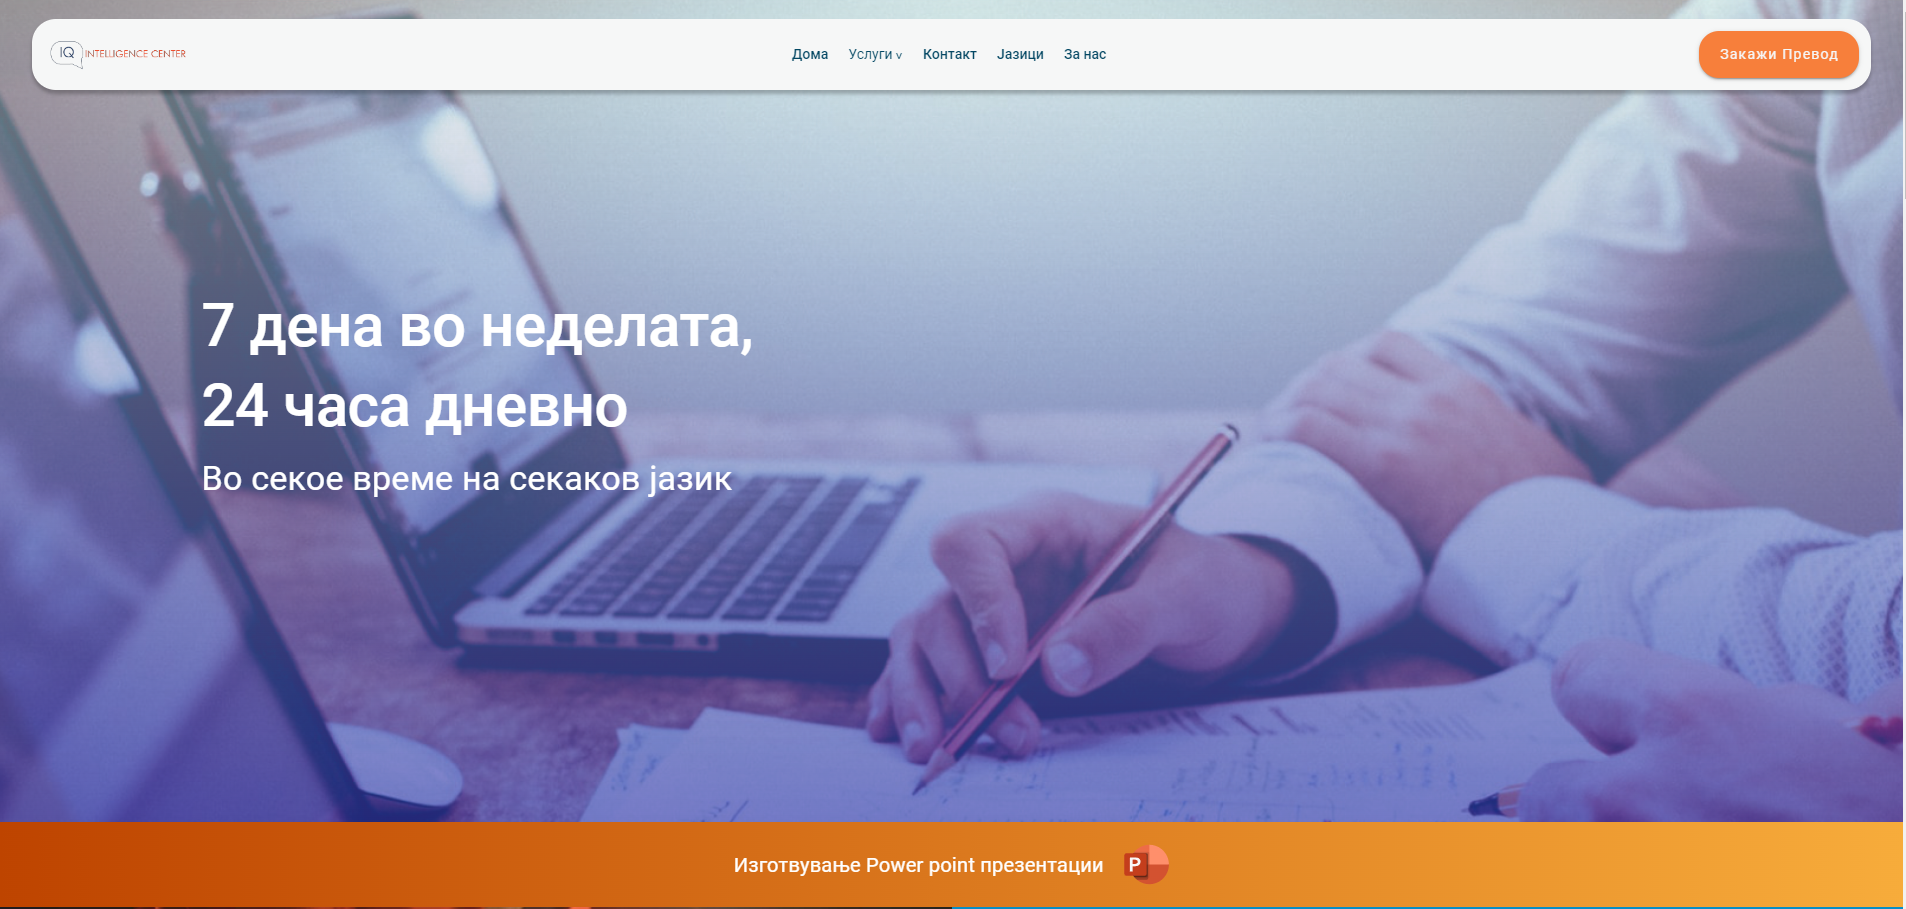 IQ INTELLIGENCE CENTER
Дома
Услуги v
Контакт
Јазици
За нас
Закажи Превод
7 дена во неделата,
24 часа дневно
Во секое време на секаков јазик
Изготвување Power point презентации
P